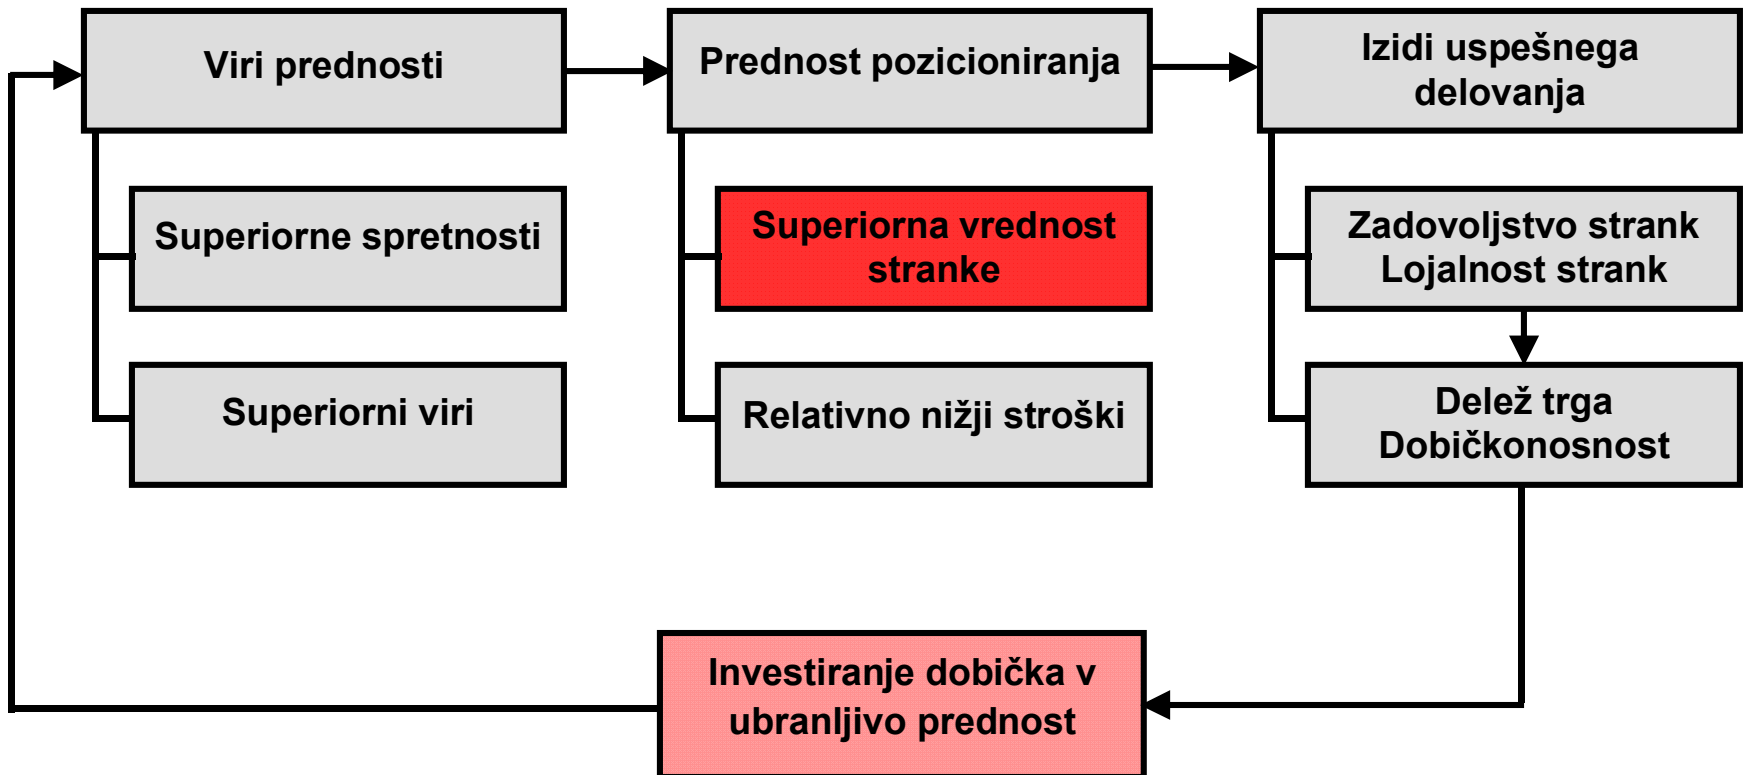 Viri prednosti
Prednost pozicioniranja
Izidi uspešnega
delovanja
Superiorne spretnosti
Superiorna vrednost
stranke
Zadovoljstvo strank
Lojalnost strank
Superiorni viri
Relativno nižji stroški
Delež trga
Dobičkonosnost
Investiranje dobička v
ubranljivo prednost